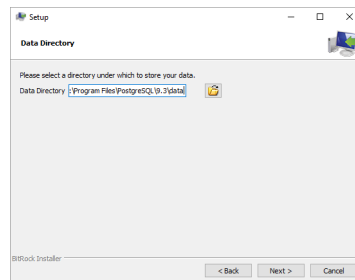 Setup
Data Directory
Please select a directory under which to store your data.
Data Directory :\Program Files\PostgreSQL\9.3\data
BitRock Installer
< Back Next > Cancel